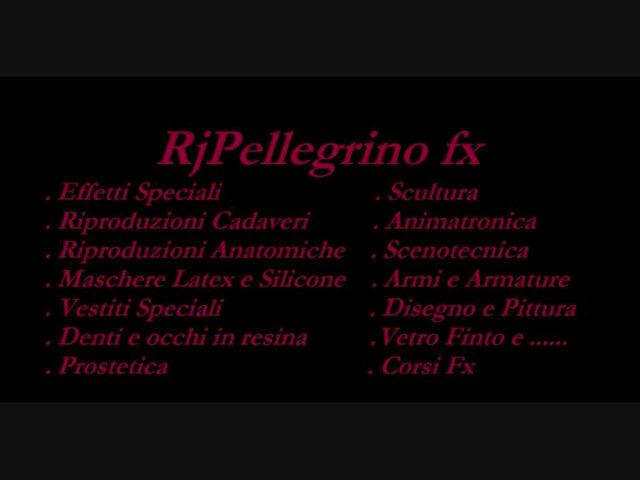 RjPellegrino fx
. Effetti Speciali . Scultura
. Riproduzioni Cadaveri . Animatronica
. Riproduzioni Anatomiche . Scenotecnica
. Maschere Latex e Silicone . Armi e Armature
. Vestiti Speciali . Disegno e Pittura
. Denti e occhi in resina .Vetro Finto e ......
. Prostetica . Corsi Fx